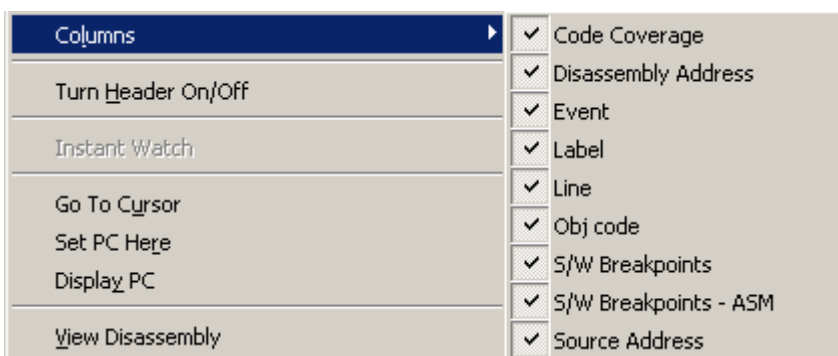 Columns
Turn Header On/Off
Instant Watch
Go To Cursor
Set PC Here
Display PC
View Disassembly
Code Coverage
Disassembly Address
Event
Label
Line
Obj code
S/W Breakpoints
S/W Breakpoints - ASM
Source Address